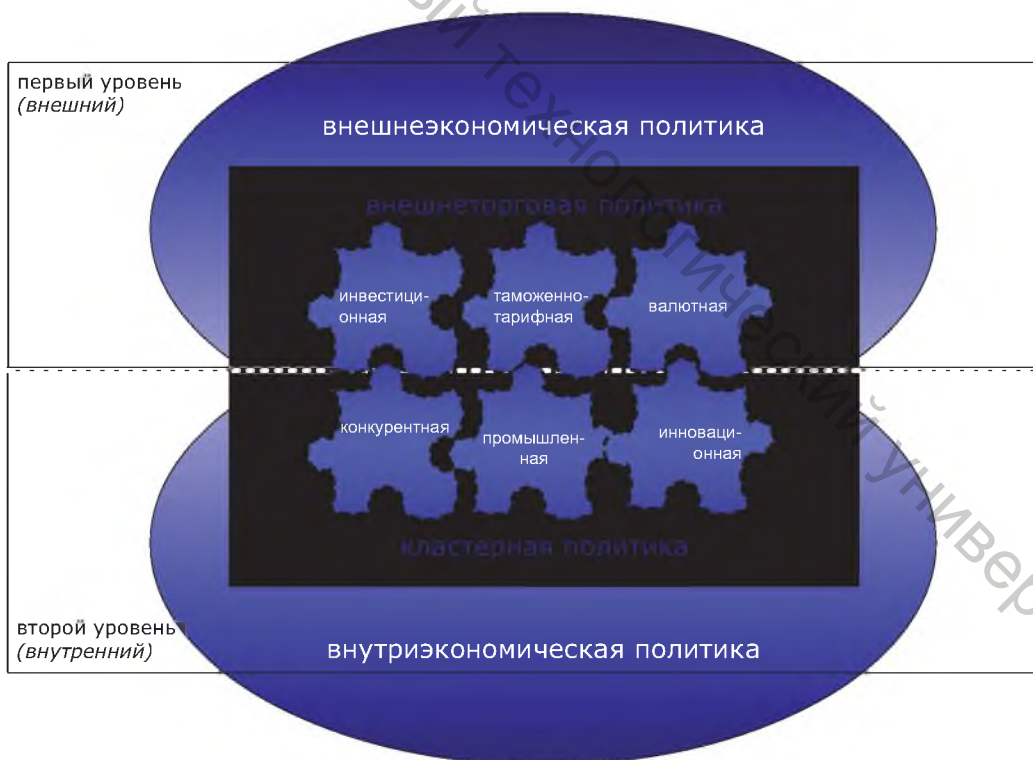 первый уровень
(внешний)
внешнеэкономическая политика
внешнеторговая политика
инвестици-
онная
таможенно-
тарифная
валютная
конкурентная
промышлен-
ная
инноваци-
онная
кластерная политика
второй уровень
(внутренний)
внутриэкономическая политика
технологический